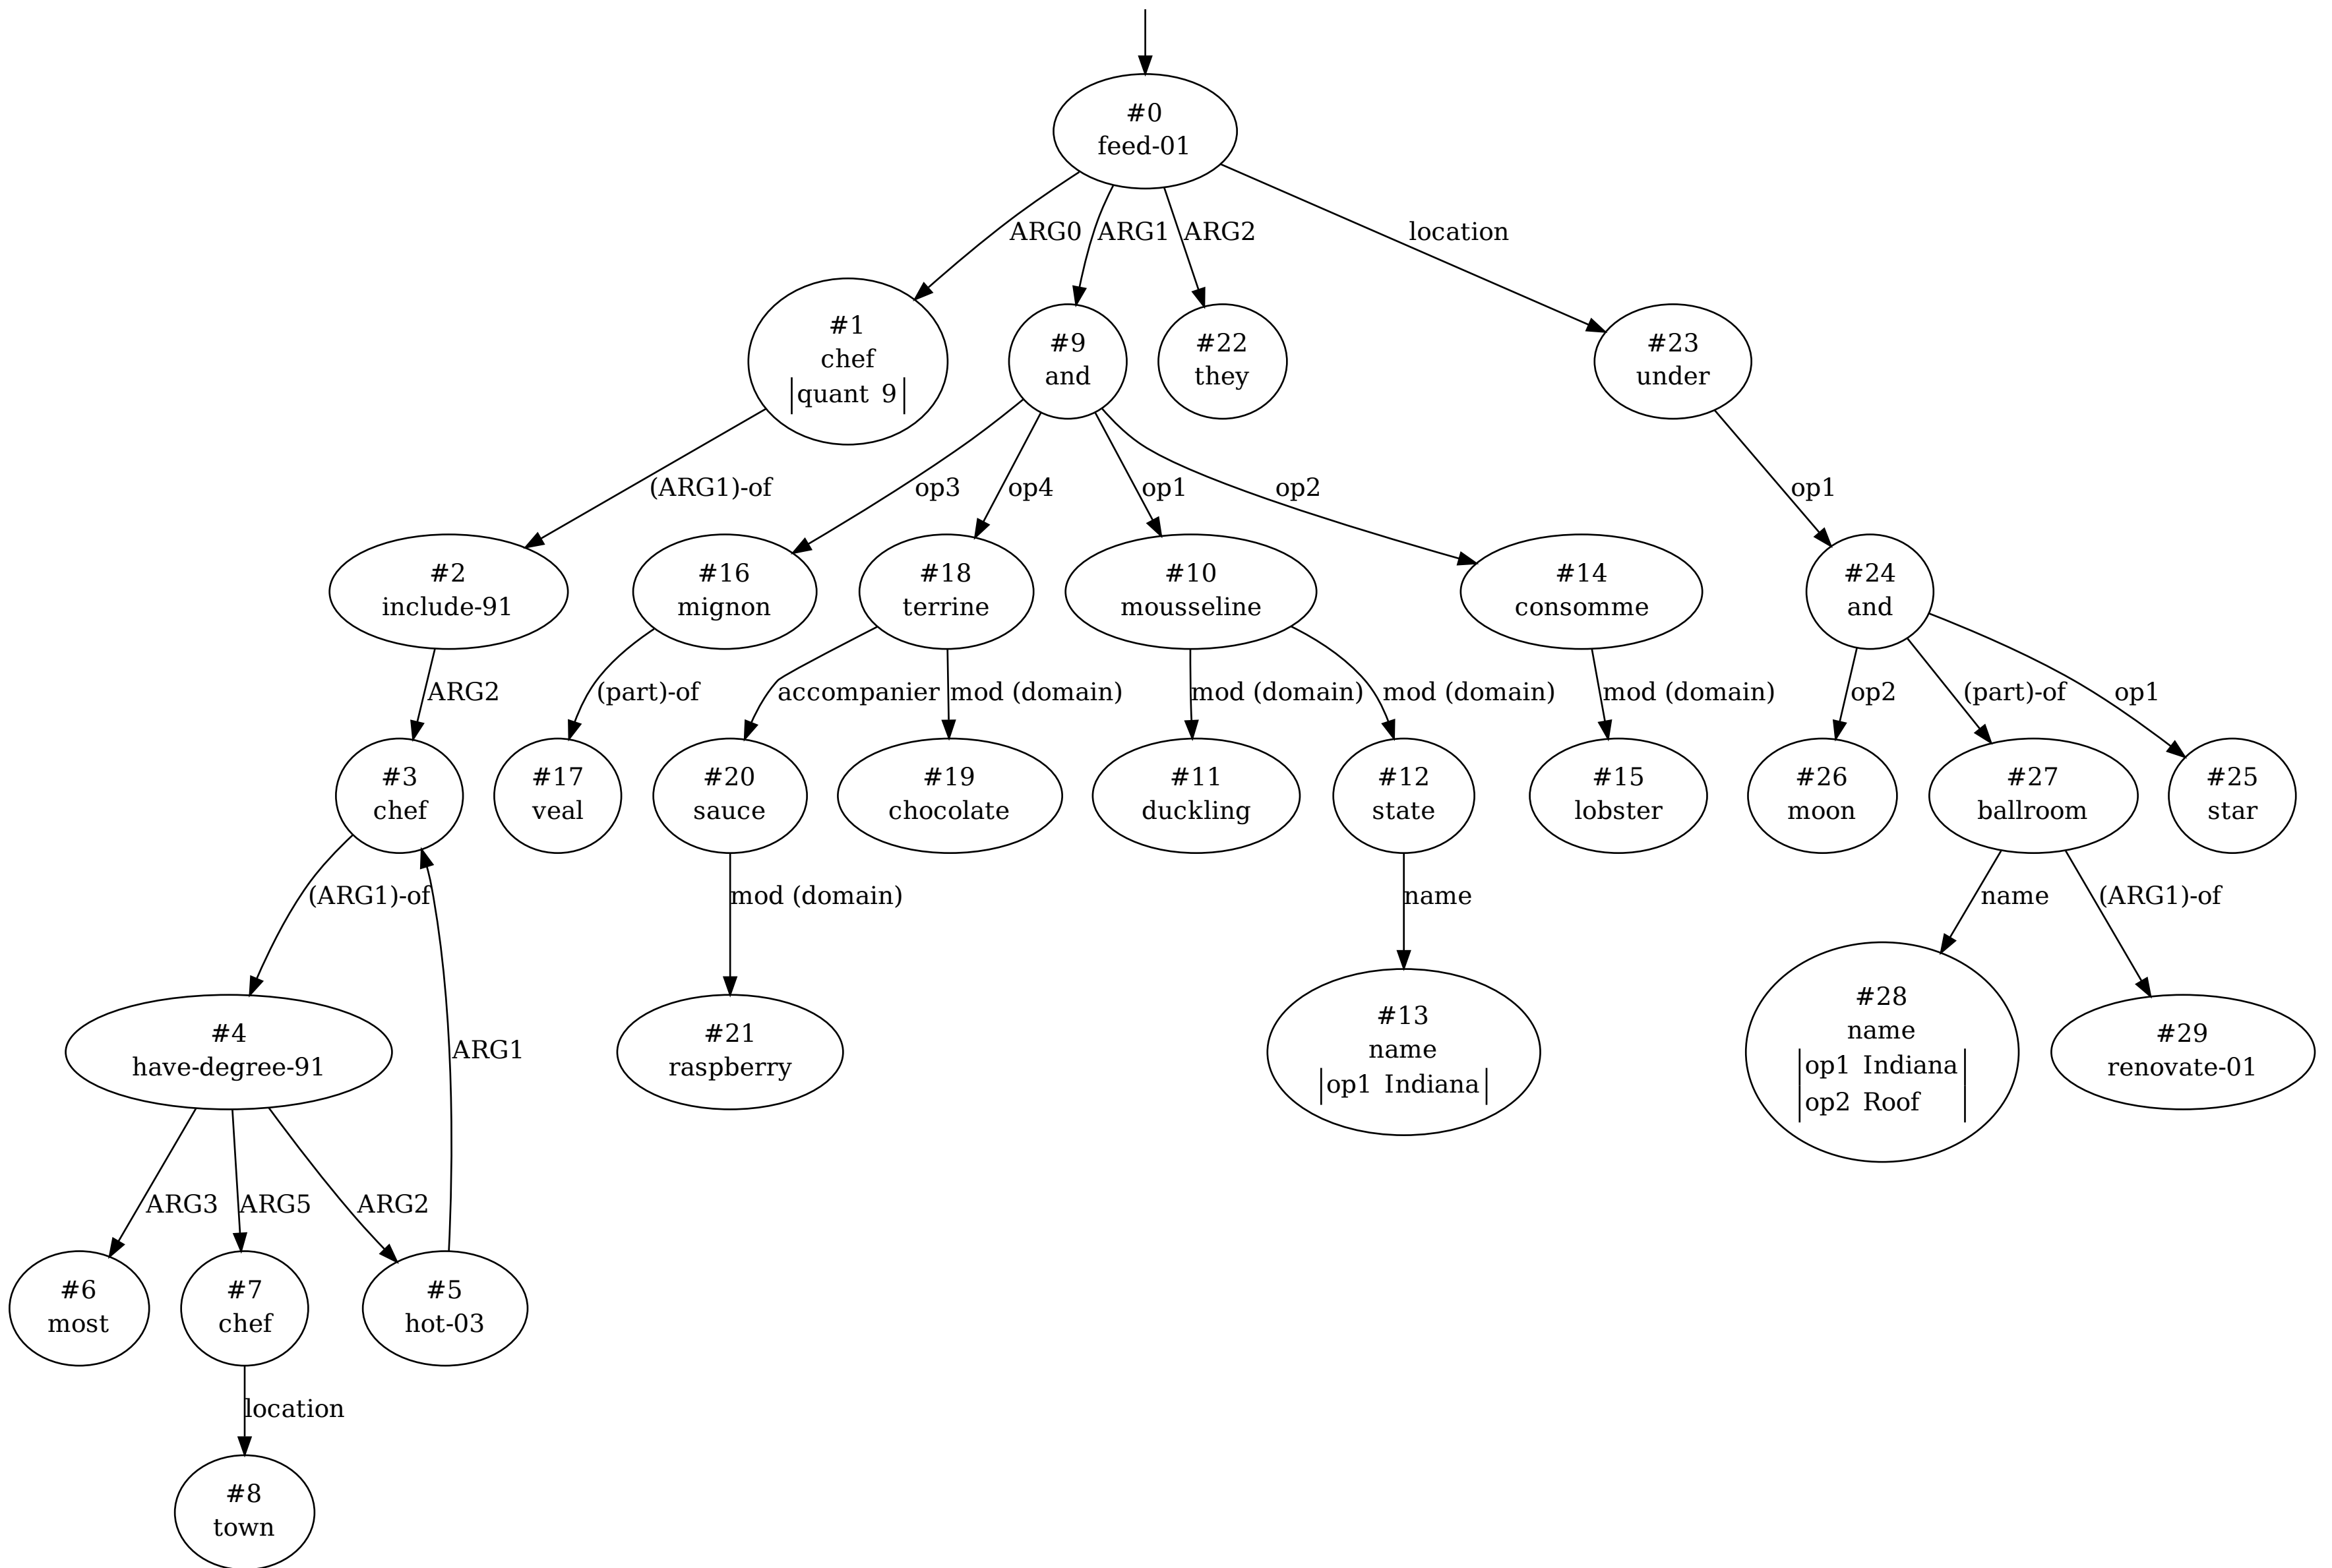 #0
feed-01
ARG0
ARG1
ARG2
location
#1
chef
quant 9
#9
and
#22
they
#23
under
(ARG1)-of
op3
op4
op1
op2
op1
#2
include-91
#16
mignon
#18
terrine
#10
mousseline
#14
consomme
#24
and
ARG2
(part)-of
accompanier
mod (domain)
mod (domain)
mod (domain)
mod (domain)
op2
(part)-of
op1
#3
chef
#17
veal
#20
sauce
#19
chocolate
#11
duckling
#12
state
#15
lobster
#26
moon
#27
ballroom
#25
star
(ARG1)-of
mod (domain)
name
name
(ARG1)-of
#4
have-degree-91
ARG1
#21
raspberry
#13
name
op1 Indiana
#28
name
op1 Indiana
op2 Roof
#29
renovate-01
ARG3
ARG5
ARG2
#6
most
#7
chef
#5
hot-03
location
#8
town